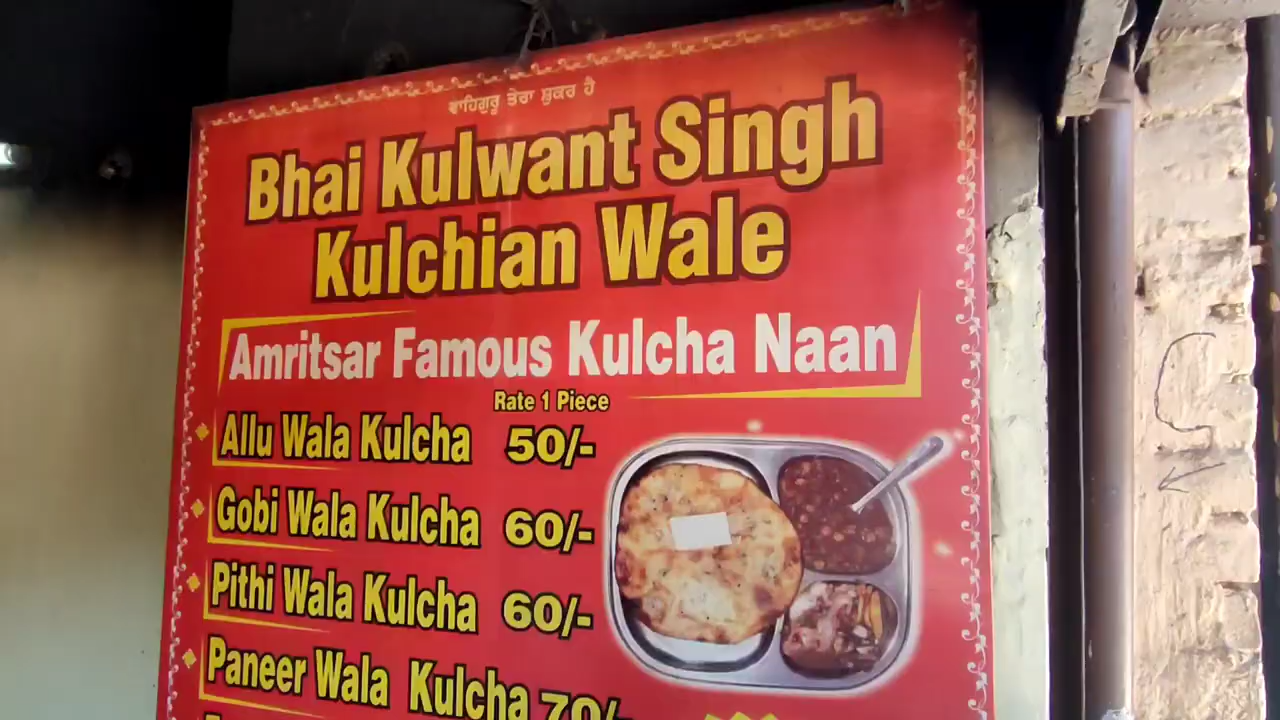 ਵਾਹਿਗੁਰੂ ਤੇਰਾ ਸ਼ੁਕਰ ਹੈ
Bhai Kulwant Singh
Kulchian Wale
Amritsar Famous Kulcha Naan
Rate 1 Piece
Allu Wala Kulcha 50/-
Gobi Wala Kulcha 60/-
Pithi Wala Kulcha 60/-
Paneer Wala Kulcha 70/-